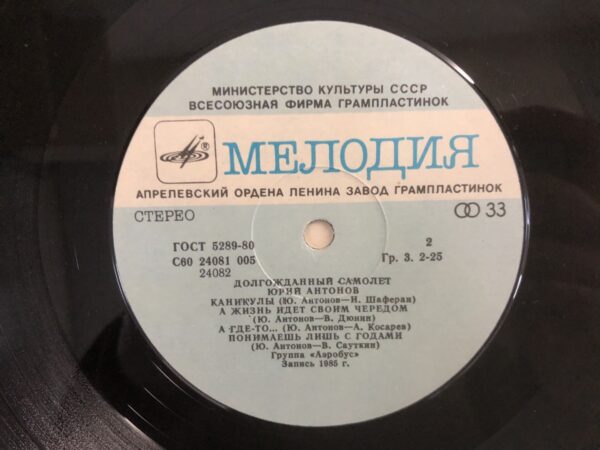 МИНИСТЕРСТВО КУЛЬТУРЫ СССР
ВСЕСОЮЗНАЯ ФИРМА ГРАМПЛАСТИНОК
® МЕЛОДИЯ
АПРЕЛЕВСКИЙ ОРДЕНА ЛЕНИНА ЗАВОД ГРАМПЛАСТИНОК
СТЕРЕО 33
ГОСТ 5289-80 2
С60 24081 005 Гр. 3. 2-25
24082
ДОЛГОЖДАННЫЙ САМОЛЕТ
ЮРИЙ АНТОНОВ
КАНИКУЛЫ (Ю. Антонов—И. Шаферан)
А ЖИЗНЬ ИДЕТ СВОИМ ЧЕРЕДОМ
(Ю. Антонов—В. Дюнин)
А ГДЕ-ТО... (Ю. Антонов—А. Косарев)
ПОНИМАЕШЬ ЛИШЬ С ГОДАМИ
(Ю. Антонов—В. Сауткин)
Группа «Аэробус»
Запись 1985 г.